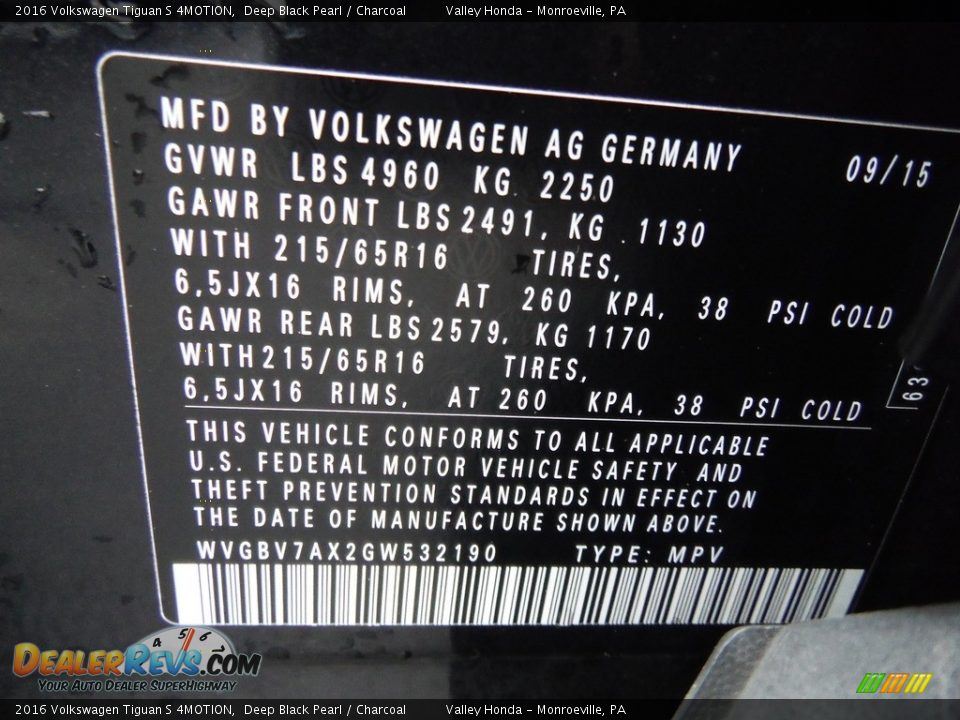 2016 Volkswagen Tiguan S 4MOTION, Deep Black Pearl / Charcoal Valley Honda - Monroeville, PA
MFD BY VOLKSWAGEN AG GERMANY 09/15
GVWR LBS 4960 KG 2250
GAWR FRONT LBS 2491, KG 1130
WITH 215/65R16 TIRES,
6,5JX16 RIMS, AT 260 KPA, 38 PSI COLD
GAWR REAR LBS 2579, KG 1170
WITH 215/65R16 TIRES,
6,5JX16 RIMS, AT 260 KPA, 38 PSI COLD
63
THIS VEHICLE CONFORMS TO ALL APPLICABLE
U.S. FEDERAL MOTOR VEHICLE SAFETY AND
THEFT PREVENTION STANDARDS IN EFFECT ON
THE DATE OF MANUFACTURE SHOWN ABOVE.
WVGBV7AX2GW532190 TYPE: MPV
4 5 6 7
DEALERREVS.COM
YOUR AUTO DEALER SUPERHIGHWAY
2016 Volkswagen Tiguan S 4MOTION, Deep Black Pearl / Charcoal Valley Honda - Monroeville, PA